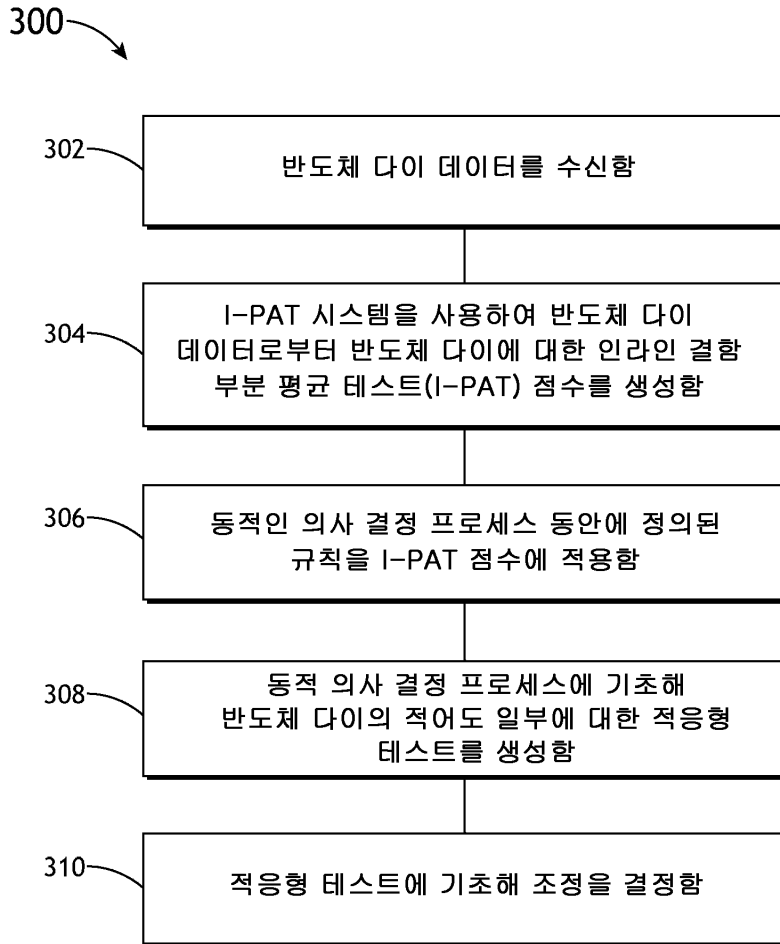 300
302
반도체 다이 데이터를 수신함
304
I-PAT 시스템을 사용하여 반도체 다이
데이터로부터 반도체 다이에 대한 인라인 결함
부분 평균 테스트(I-PAT) 점수를 생성함
306
동적인 의사 결정 프로세스 동안에 정의된
규칙을 I-PAT 점수에 적용함
308
동적 의사 결정 프로세스에 기초해
반도체 다이의 적어도 일부에 대한 적응형
테스트를 생성함
310
적응형 테스트에 기초해 조정을 결정함